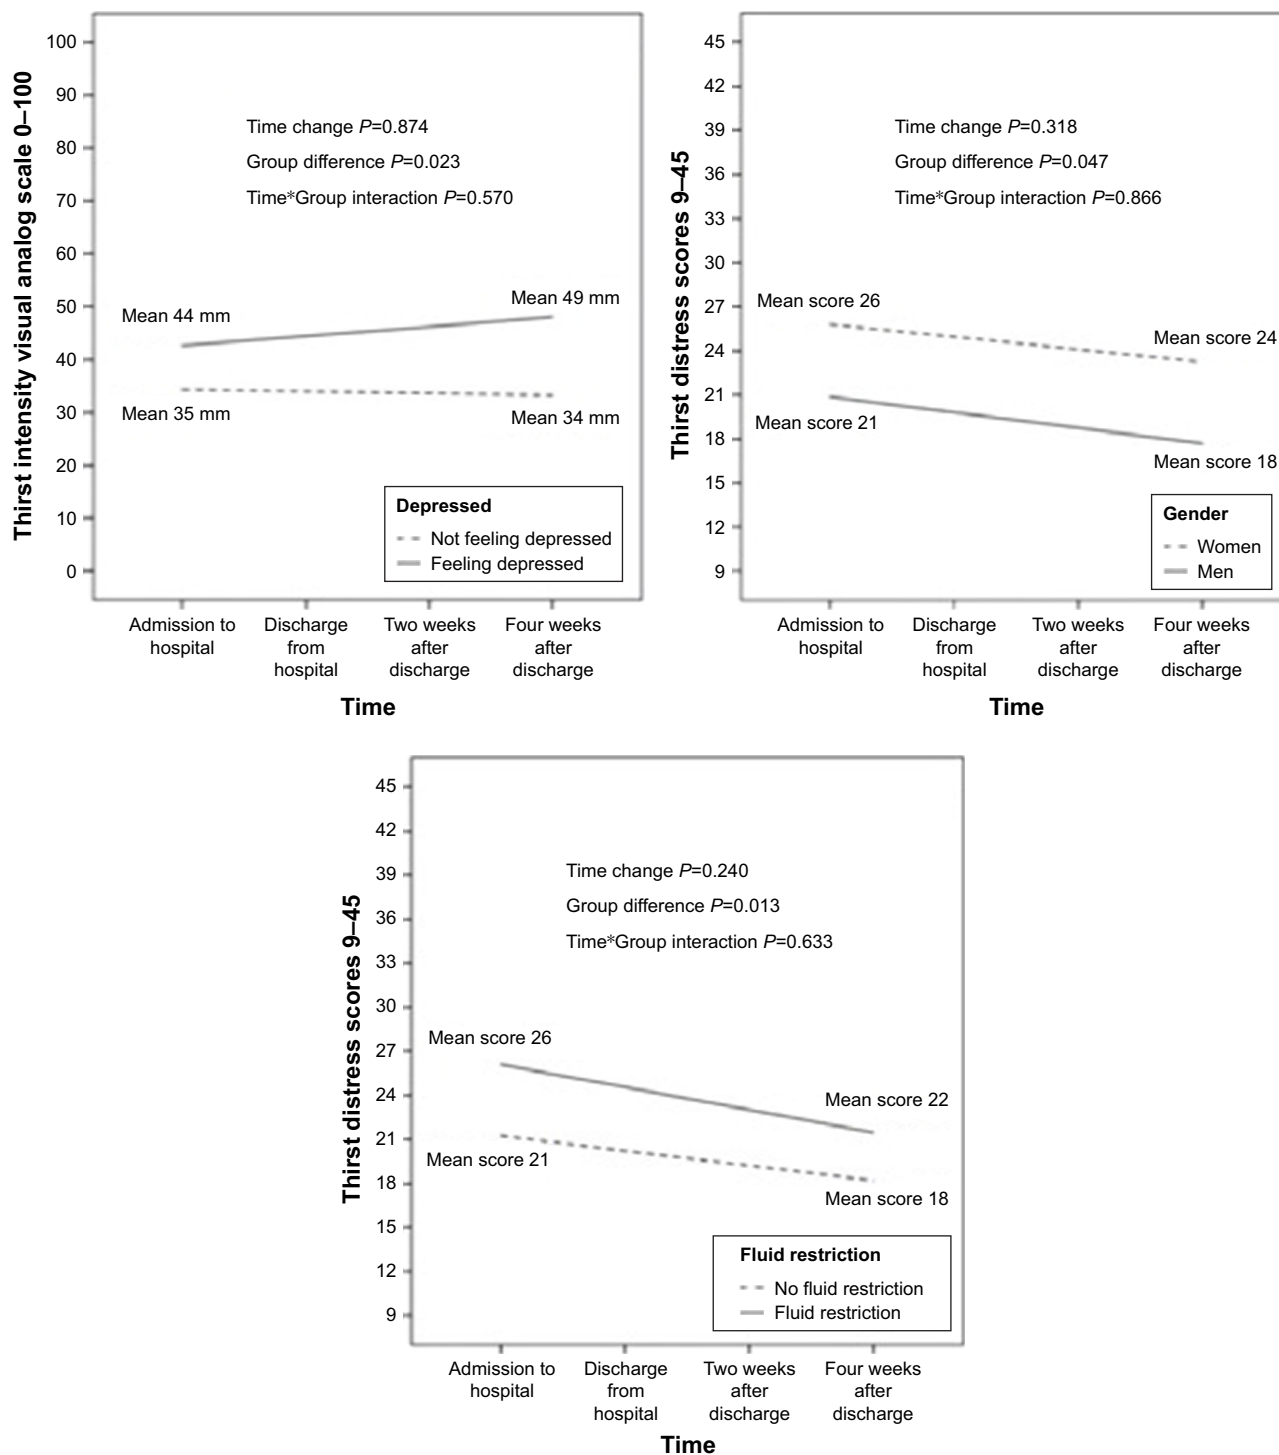 Thirst intensity visual analog scale 0–100
100
90
80
70
60
50
40
30
20
10
0
Time change P=0.874
Group difference P=0.023
Time*Group interaction P=0.570
Mean 44 mm
Mean 49 mm
Mean 35 mm
Mean 34 mm
Depressed
Not feeling depressed
Feeling depressed
Admission to
hospital
Discharge
from
hospital
Two weeks
after
discharge
Four weeks
after
discharge
Time
Thirst distress scores 9–45
45
42
39
36
33
30
27
24
21
18
15
12
9
Time change P=0.318
Group difference P=0.047
Time*Group interaction P=0.866
Mean score 26
Mean score 24
Mean score 21
Mean score 18
Gender
Women
Men
Admission to
hospital
Discharge
from
hospital
Two weeks
after
discharge
Four weeks
after
discharge
Time
Thirst distress scores 9–45
45
42
39
36
33
30
27
24
21
18
15
12
9
Time change P=0.240
Group difference P=0.013
Time*Group interaction P=0.633
Mean score 26
Mean score 22
Mean score 21
Mean score 18
Fluid restriction
No fluid restriction
Fluid restriction
Admission to
hospital
Discharge
from
hospital
Two weeks
after
discharge
Four weeks
after
discharge
Time